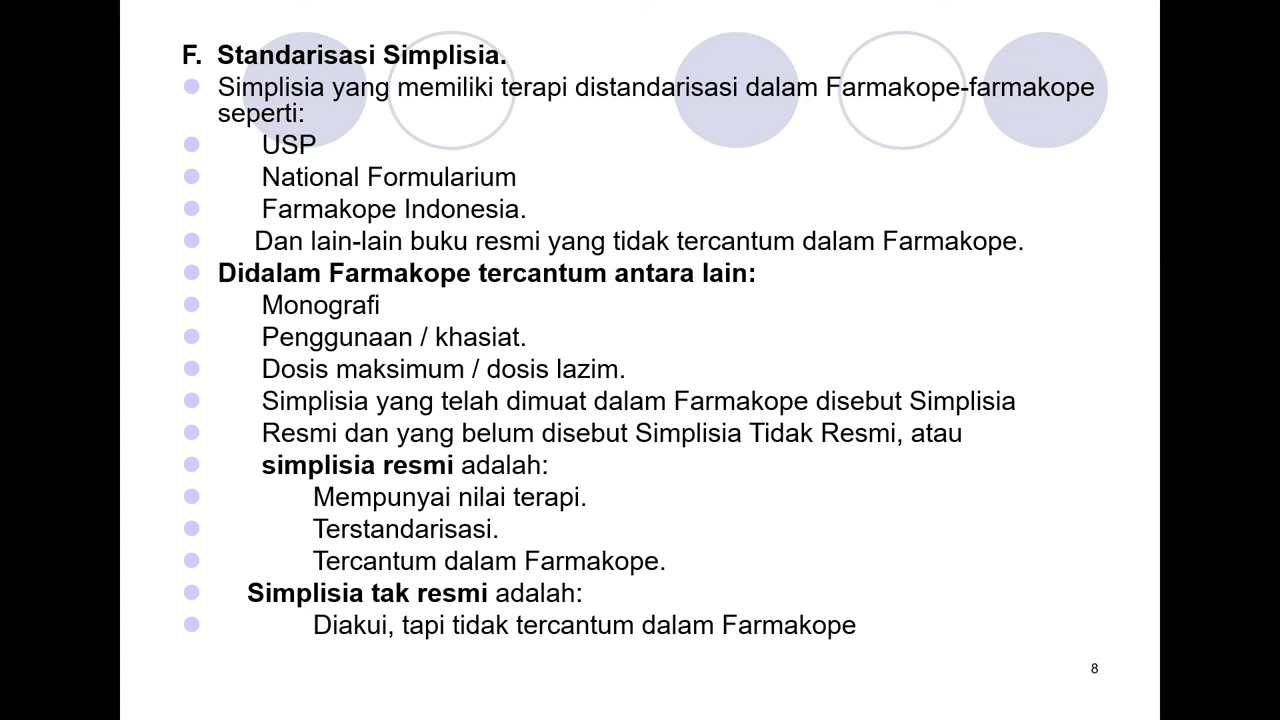 F. Standarisasi Simplisia.
Simplisia yang memiliki terapi distandarisasi dalam Farmakope-farmakope
seperti:
USP
National Formularium
Farmakope Indonesia.
Dan lain-lain buku resmi yang tidak tercantum dalam Farmakope.
Didalam Farmakope tercantum antara lain:
Monografi
Penggunaan / khasiat.
Dosis maksimum / dosis lazim.
Simplisia yang telah dimuat dalam Farmakope disebut Simplisia
Resmi dan yang belum disebut Simplisia Tidak Resmi, atau
simplisia resmi adalah:
Mempunyai nilai terapi.
Terstandarisasi.
Tercantum dalam Farmakope.
Simplisia tak resmi adalah:
Diakui, tapi tidak tercantum dalam Farmakope
8